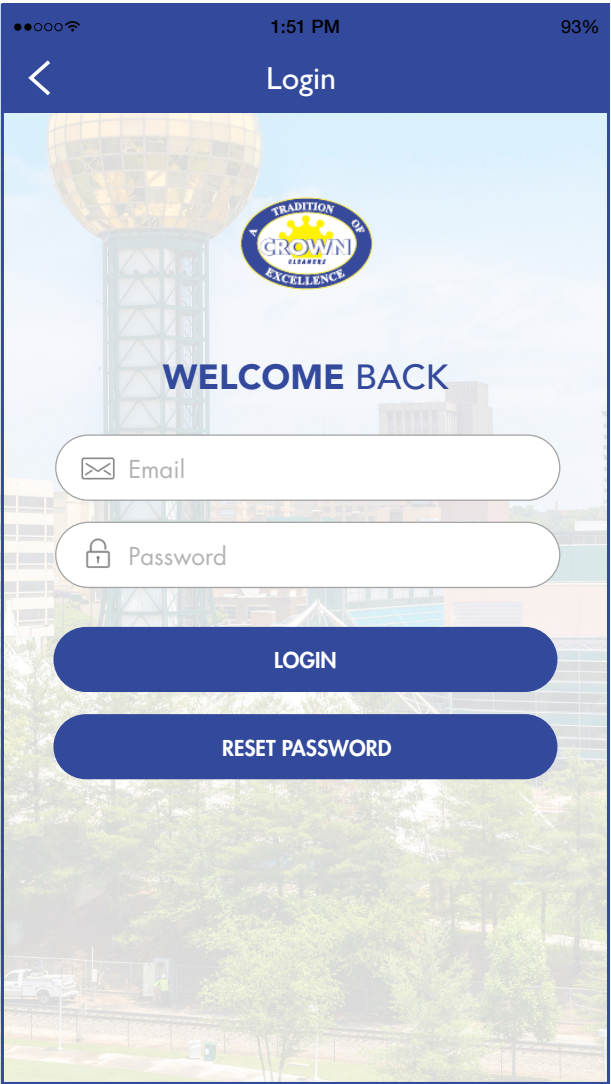 1:51 PM 93%
Login
A TRADITION OF
CROWN
CLEANERS
EXCELLENCE
WELCOME BACK
Email
Password
LOGIN
RESET PASSWORD